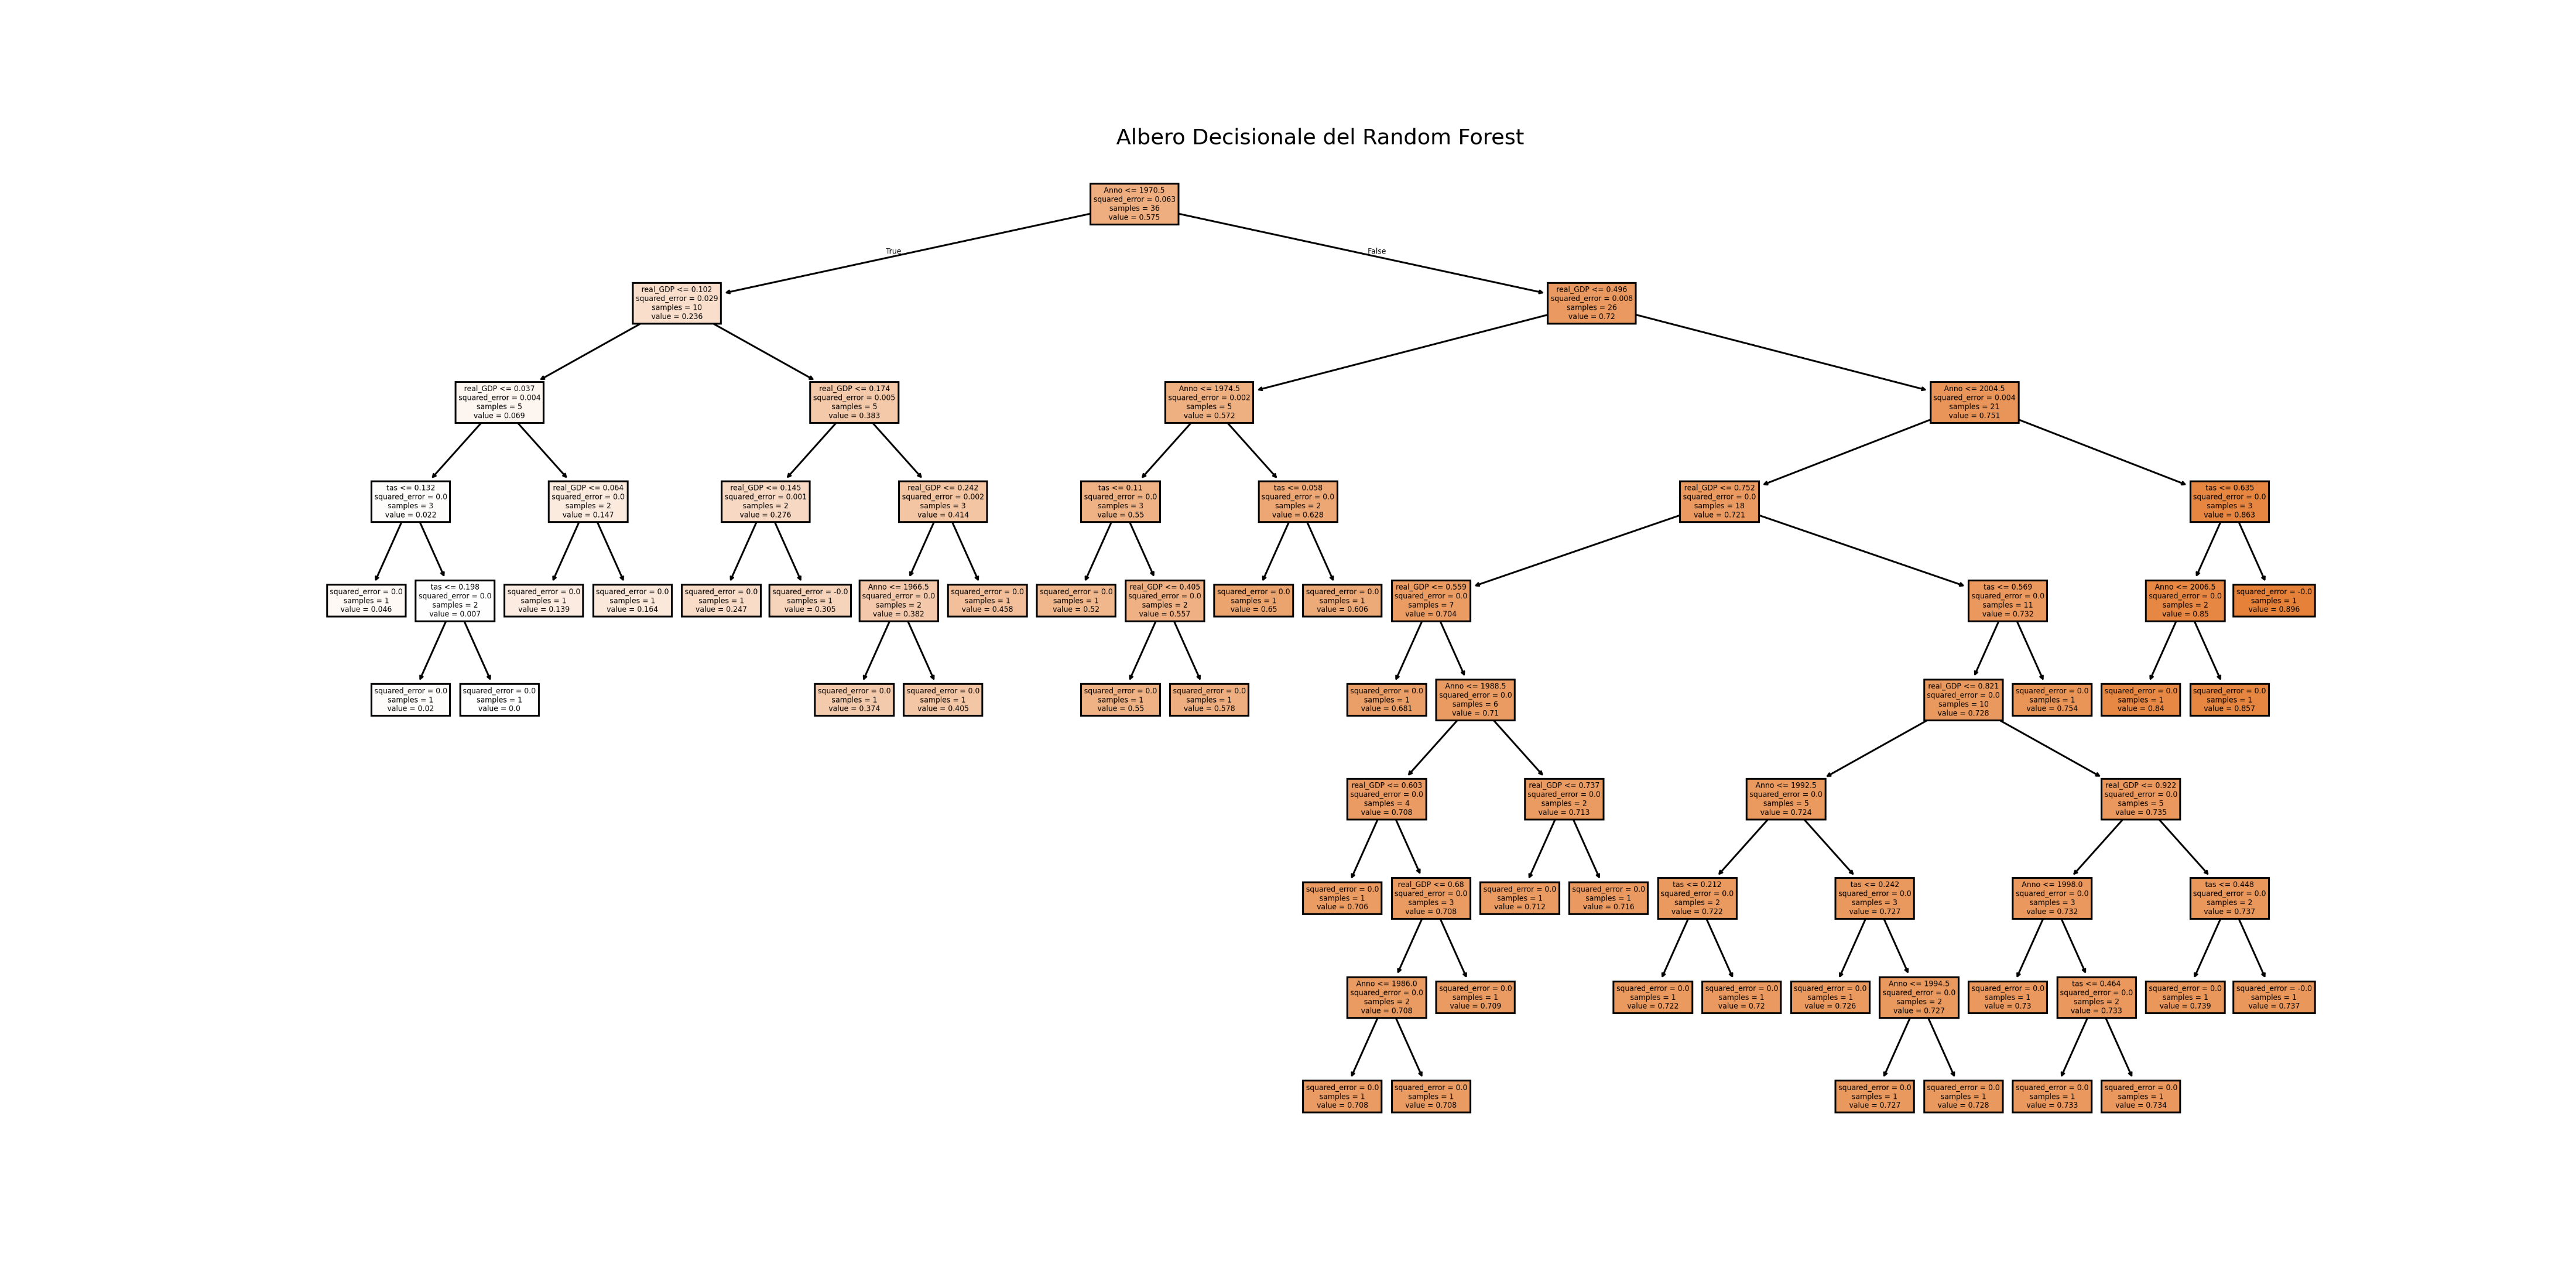 Albero Decisionale del Random Forest
Anno <= 1970.5
squared_error = 0.063
samples = 36
value = 0.575
True
False
real_GDP <= 0.102
squared_error = 0.029
samples = 10
value = 0.236
real_GDP <= 0.496
squared_error = 0.008
samples = 26
value = 0.72
real_GDP <= 0.037
squared_error = 0.004
samples = 5
value = 0.069
real_GDP <= 0.174
squared_error = 0.005
samples = 5
value = 0.383
Anno <= 1974.5
squared_error = 0.002
samples = 5
value = 0.572
Anno <= 2004.5
squared_error = 0.004
samples = 21
value = 0.751
tas <= 0.132
squared_error = 0.0
samples = 3
value = 0.022
real_GDP <= 0.064
squared_error = 0.0
samples = 2
value = 0.147
real_GDP <= 0.145
squared_error = 0.001
samples = 2
value = 0.276
real_GDP <= 0.242
squared_error = 0.002
samples = 3
value = 0.414
tas <= 0.11
squared_error = 0.0
samples = 3
value = 0.55
tas <= 0.058
squared_error = 0.0
samples = 2
value = 0.628
real_GDP <= 0.752
squared_error = 0.0
samples = 18
value = 0.721
tas <= 0.635
squared_error = 0.0
samples = 3
value = 0.863
squared_error = 0.0
samples = 1
value = 0.046
tas <= 0.198
squared_error = 0.0
samples = 2
value = 0.007
squared_error = 0.0
samples = 1
value = 0.139
squared_error = 0.0
samples = 1
value = 0.164
squared_error = 0.0
samples = 1
value = 0.247
squared_error = -0.0
samples = 1
value = 0.305
Anno <= 1966.5
squared_error = 0.0
samples = 2
value = 0.382
squared_error = 0.0
samples = 1
value = 0.458
squared_error = 0.0
samples = 1
value = 0.52
real_GDP <= 0.405
squared_error = 0.0
samples = 2
value = 0.557
squared_error = 0.0
samples = 1
value = 0.65
squared_error = 0.0
samples = 1
value = 0.606
real_GDP <= 0.559
squared_error = 0.0
samples = 7
value = 0.704
tas <= 0.569
squared_error = 0.0
samples = 11
value = 0.732
Anno <= 2006.5
squared_error = 0.0
samples = 2
value = 0.85
squared_error = -0.0
samples = 1
value = 0.896
squared_error = 0.0
samples = 1
value = 0.02
squared_error = 0.0
samples = 1
value = 0.0
squared_error = 0.0
samples = 1
value = 0.374
squared_error = 0.0
samples = 1
value = 0.405
squared_error = 0.0
samples = 1
value = 0.55
squared_error = 0.0
samples = 1
value = 0.578
squared_error = 0.0
samples = 1
value = 0.681
Anno <= 1988.5
squared_error = 0.0
samples = 6
value = 0.71
real_GDP <= 0.821
squared_error = 0.0
samples = 10
value = 0.728
squared_error = 0.0
samples = 1
value = 0.754
squared_error = 0.0
samples = 1
value = 0.84
squared_error = 0.0
samples = 1
value = 0.857
real_GDP <= 0.603
squared_error = 0.0
samples = 4
value = 0.708
real_GDP <= 0.737
squared_error = 0.0
samples = 2
value = 0.713
Anno <= 1992.5
squared_error = 0.0
samples = 5
value = 0.724
real_GDP <= 0.922
squared_error = 0.0
samples = 5
value = 0.735
squared_error = 0.0
samples = 1
value = 0.706
real_GDP <= 0.68
squared_error = 0.0
samples = 3
value = 0.708
squared_error = 0.0
samples = 1
value = 0.712
squared_error = 0.0
samples = 1
value = 0.716
tas <= 0.212
squared_error = 0.0
samples = 2
value = 0.722
tas <= 0.242
squared_error = 0.0
samples = 3
value = 0.727
Anno <= 1998.0
squared_error = 0.0
samples = 3
value = 0.732
tas <= 0.448
squared_error = 0.0
samples = 2
value = 0.737
Anno <= 1986.0
squared_error = 0.0
samples = 2
value = 0.708
squared_error = 0.0
samples = 1
value = 0.709
squared_error = 0.0
samples = 1
value = 0.722
squared_error = 0.0
samples = 1
value = 0.72
squared_error = 0.0
samples = 1
value = 0.726
Anno <= 1994.5
squared_error = 0.0
samples = 2
value = 0.727
squared_error = 0.0
samples = 1
value = 0.73
tas <= 0.464
squared_error = 0.0
samples = 2
value = 0.733
squared_error = 0.0
samples = 1
value = 0.739
squared_error = -0.0
samples = 1
value = 0.737
squared_error = 0.0
samples = 1
value = 0.708
squared_error = 0.0
samples = 1
value = 0.708
squared_error = 0.0
samples = 1
value = 0.727
squared_error = 0.0
samples = 1
value = 0.728
squared_error = 0.0
samples = 1
value = 0.733
squared_error = 0.0
samples = 1
value = 0.734